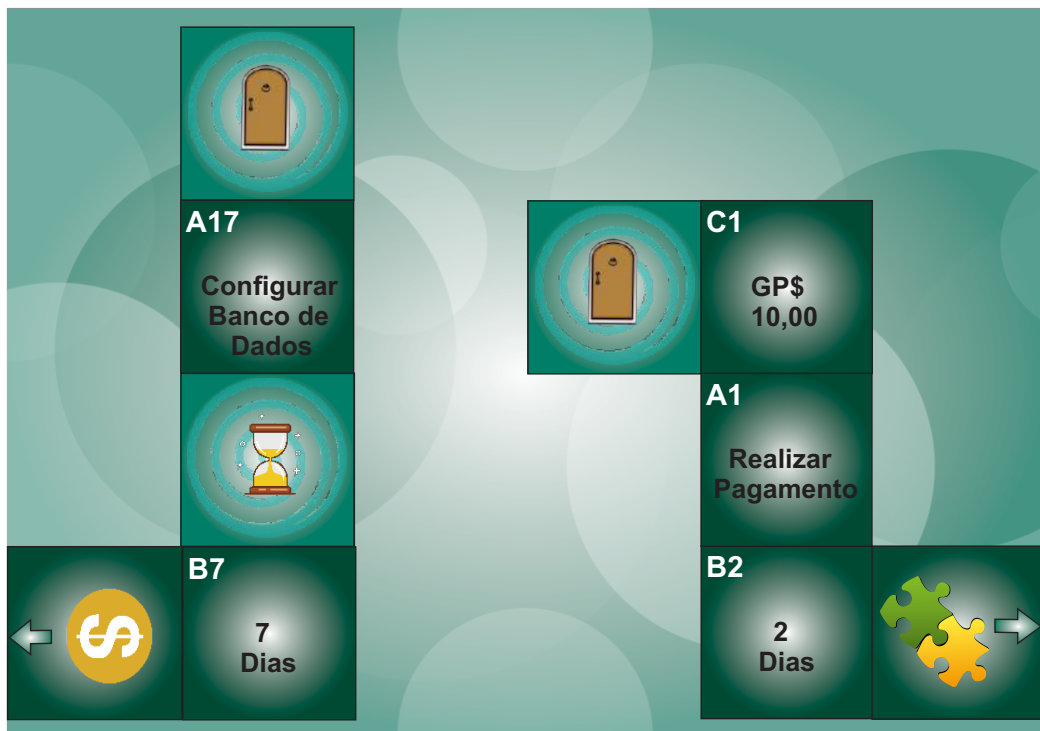 A17
Configurar
Banco de
Dados
B7
7
Dias
C1
GP$
10,00
A1
Realizar
Pagamento
B2
2
Dias
$